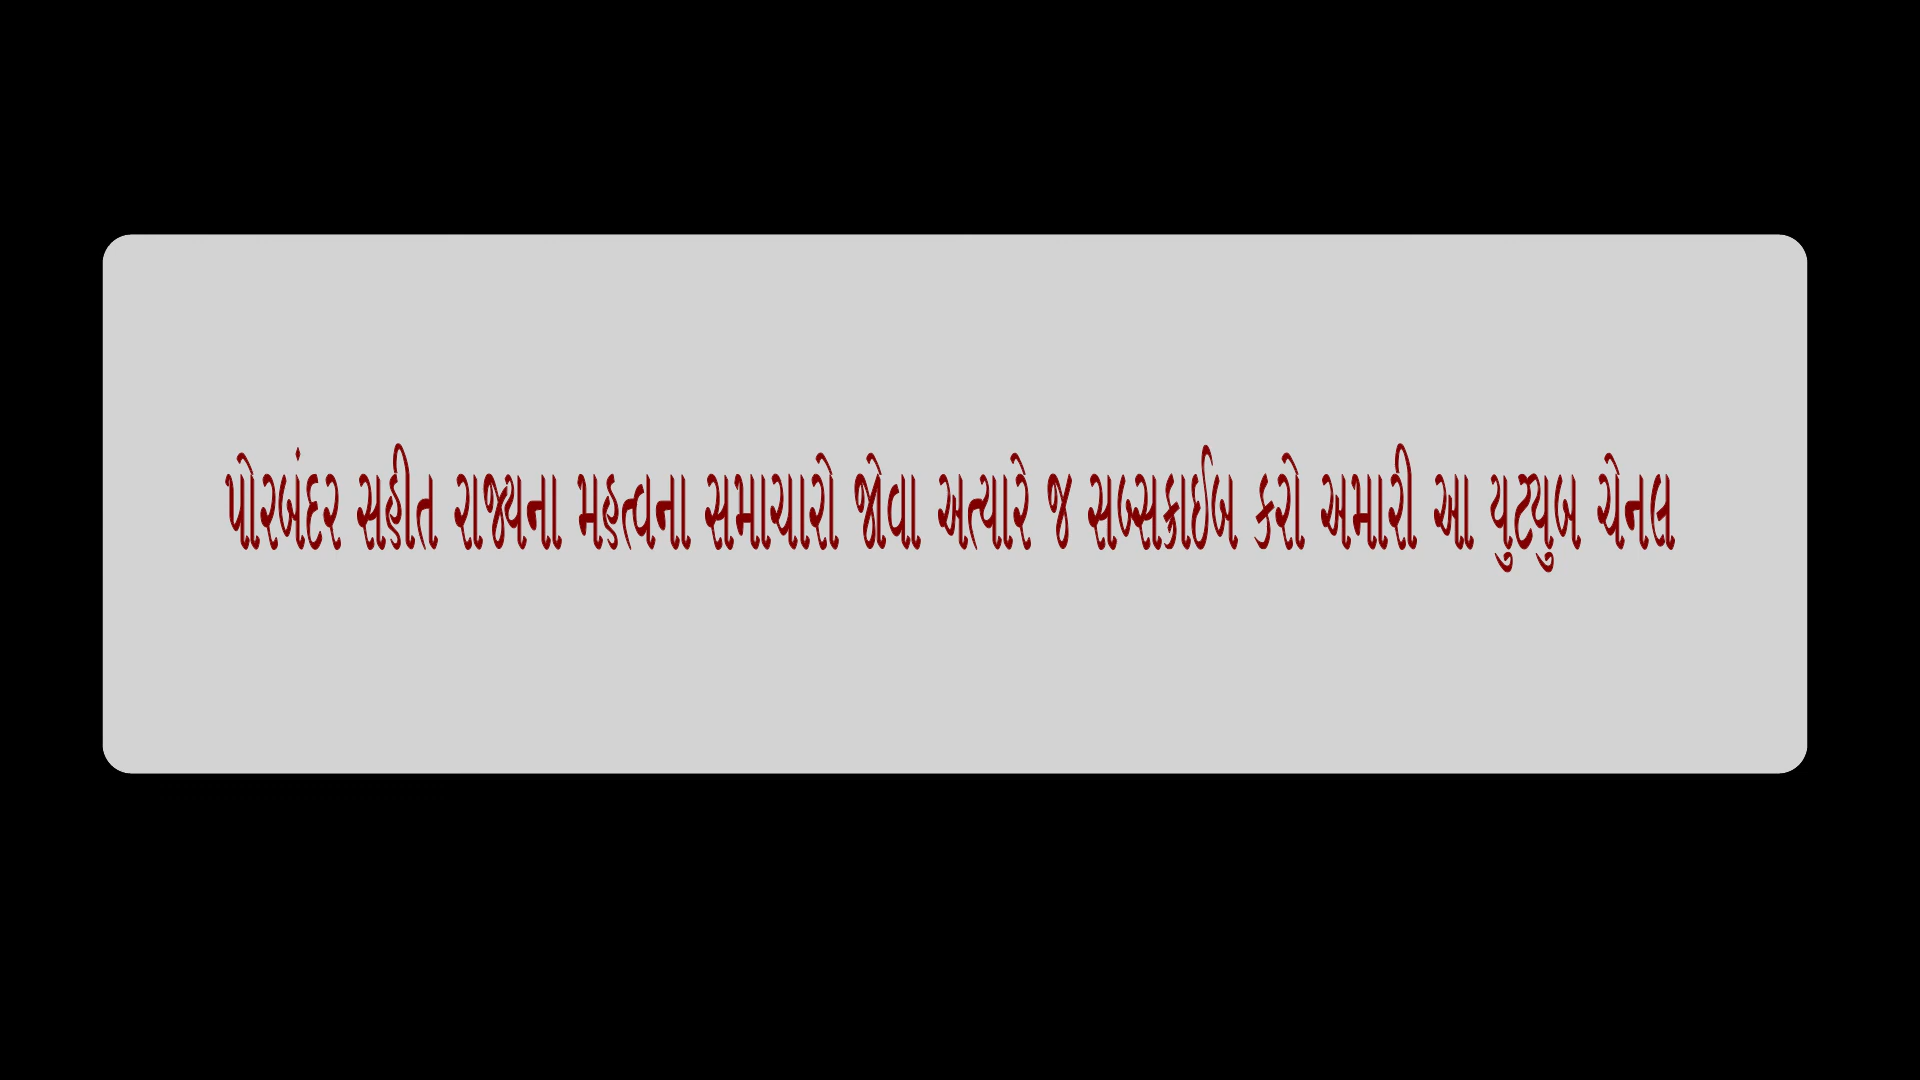 પોરબંદર સહીત રાજ્યના મહત્વના સમાચારો જોવા અત્યારે જ સબ્સક્રાઈબ કરો અમારી આ યુટ્યુબ ચેનલ